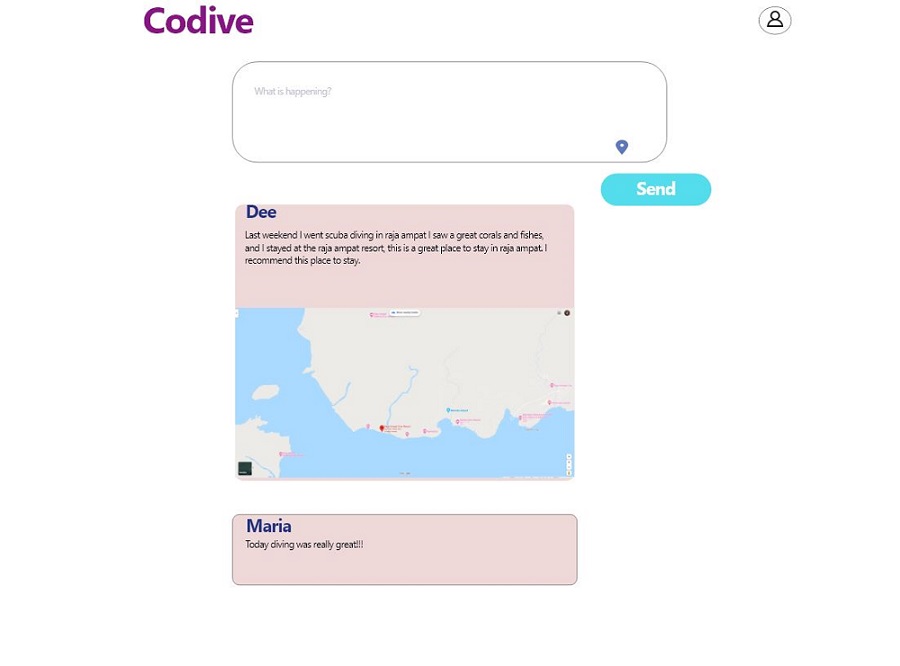 Codive
What is happening?
Send
Dee
Last weekend I went scuba diving in raja ampat I saw a great corals and fishes,
and I stayed at the raja ampat resort, this is a great place to stay in raja ampat. I
recommend this place to stay.
Maria
Today diving was really great!!!